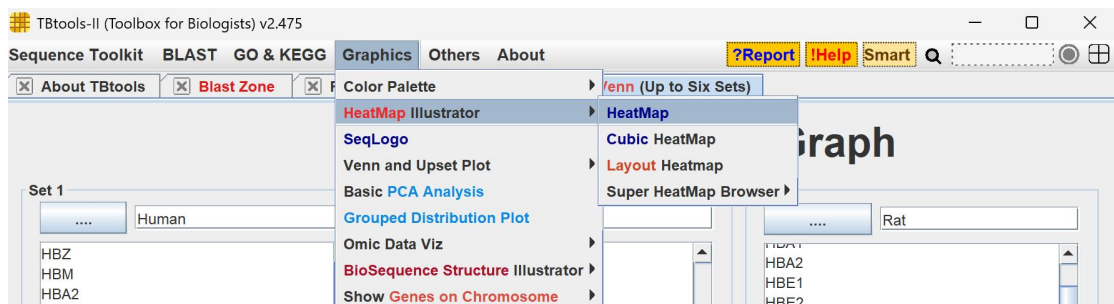 TBtools-II (Toolbox for Biologists) v2.475
Sequence Toolkit BLAST GO & KEGG Graphics Others About ?Report !Help Smart
About TBtools Blast Zone Venn (Up to Six Sets)
Color Palette
HeatMap Illustrator
HeatMap
SeqLogo
Cubic HeatMap
Venn and Upset Plot
Layout Heatmap
Basic PCA Analysis
Super HeatMap Browser
Grouped Distribution Plot
Omic Data Viz
BioSequence Structure Illustrator
Show Genes on Chromosome
Graph
Set 1
.... Human
.... Rat
HBZ
HBM
HBA2
HBA1
HBA2
HBE1
HBE2